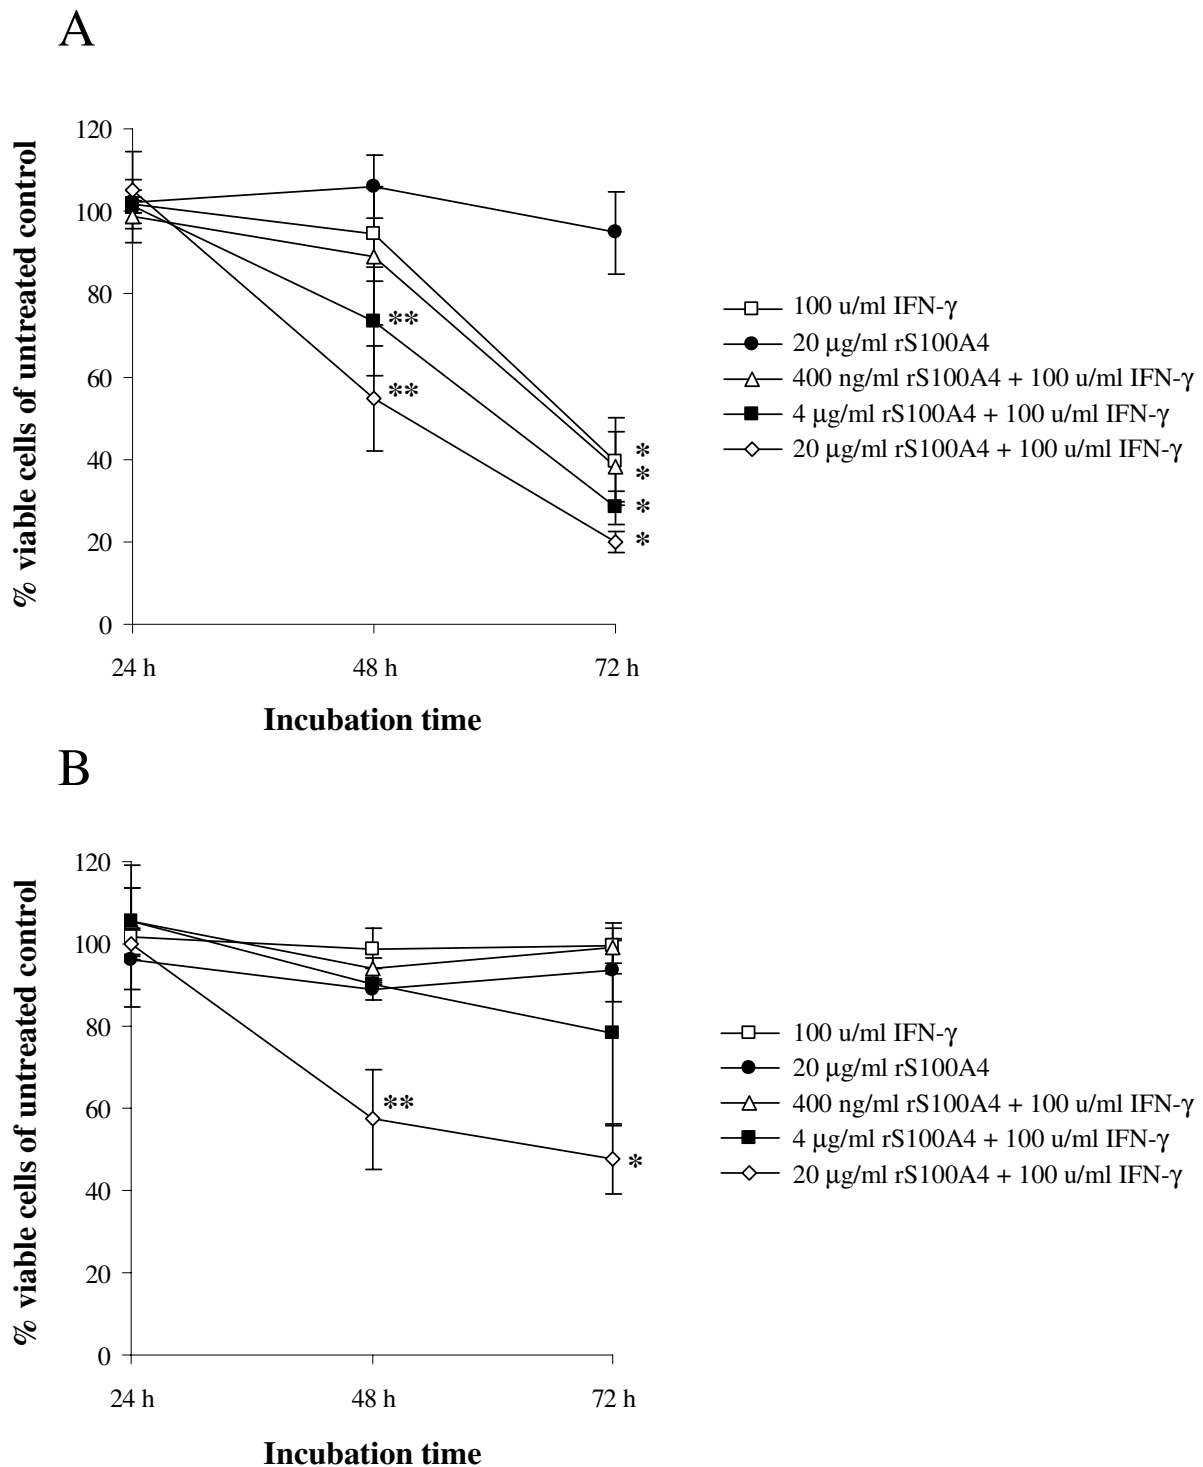 A
% viable cells of untreated control
120
100
80
60
40
20
0
**
**
*
*
*
*
24 h 48 h 72 h
Incubation time
100 u/ml IFN-γ
20 μg/ml rS100A4
400 ng/ml rS100A4 + 100 u/ml IFN-γ
4 μg/ml rS100A4 + 100 u/ml IFN-γ
20 μg/ml rS100A4 + 100 u/ml IFN-γ
B
% viable cells of untreated control
120
100
80
60
40
20
0
**
*
24 h 48 h 72 h
Incubation time
100 u/ml IFN-γ
20 μg/ml rS100A4
400 ng/ml rS100A4 + 100 u/ml IFN-γ
4 μg/ml rS100A4 + 100 u/ml IFN-γ
20 μg/ml rS100A4 + 100 u/ml IFN-γ